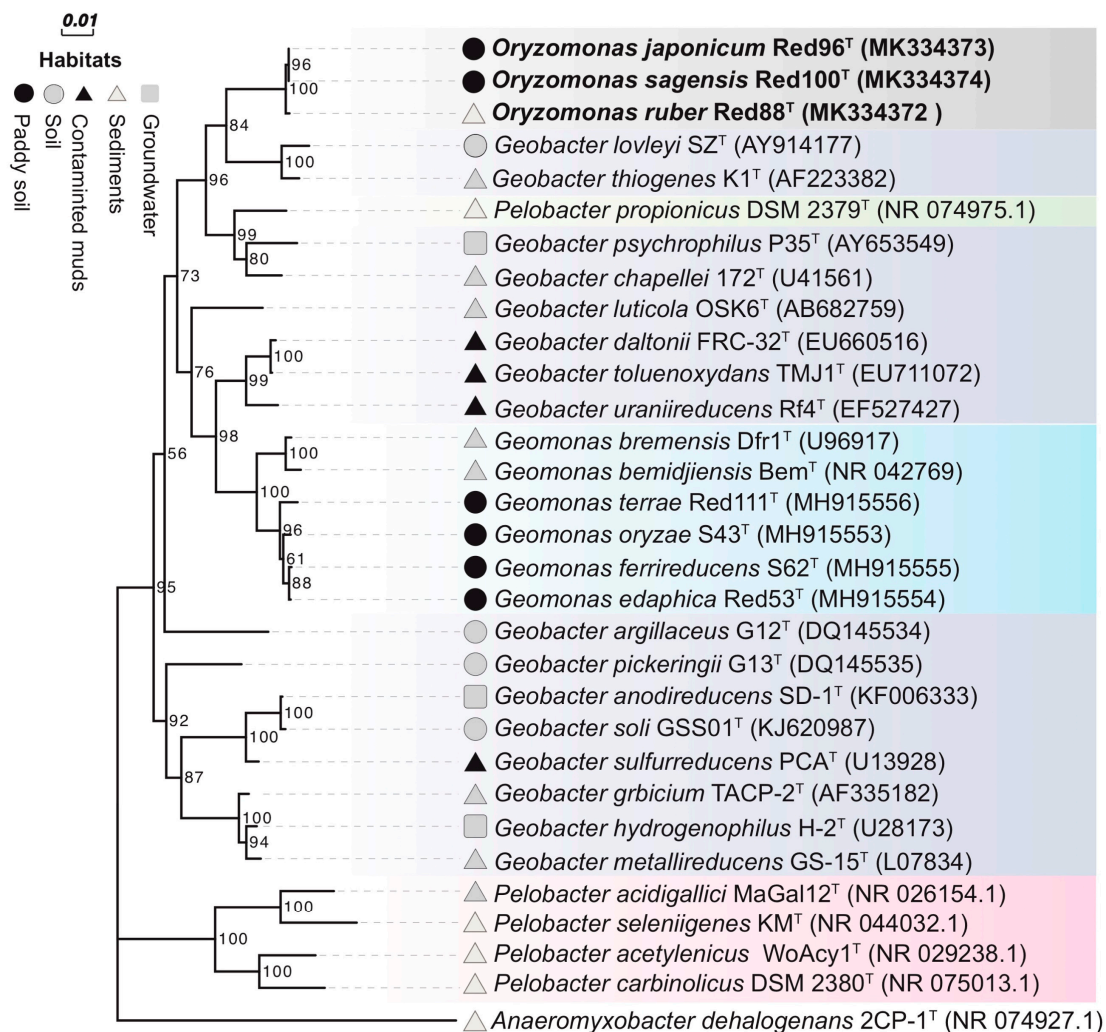 0.01
Habitats
Paddy soil
Soil
Contaminted muds
Sediments
Groundwater
Oryzomonas japonicum Red96ᵀ (MK334373)
Oryzomonas sagensis Red100ᵀ (MK334374)
Oryzomonas ruber Red88ᵀ (MK334372 )
Geobacter lovleyi SZᵀ (AY914177)
Geobacter thiogenes K1ᵀ (AF223382)
Pelobacter propionicus DSM 2379ᵀ (NR 074975.1)
Geobacter psychrophilus P35ᵀ (AY653549)
Geobacter chapellei 172ᵀ (U41561)
Geobacter luticola OSK6ᵀ (AB682759)
Geobacter daltonii FRC-32ᵀ (EU660516)
Geobacter toluenoxydans TMJ1ᵀ (EU711072)
Geobacter uraniireducens Rf4ᵀ (EF527427)
Geomonas bremensis Dfr1ᵀ (U96917)
Geomonas bemidjiensis Bemᵀ (NR 042769)
Geomonas terrae Red111ᵀ (MH915556)
Geomonas oryzae S43ᵀ (MH915553)
Geomonas ferrireducens S62ᵀ (MH915555)
Geomonas edaphica Red53ᵀ (MH915554)
Geobacter argillaceus G12ᵀ (DQ145534)
Geobacter pickeringii G13ᵀ (DQ145535)
Geobacter anodireducens SD-1ᵀ (KF006333)
Geobacter soli GSS01ᵀ (KJ620987)
Geobacter sulfurreducens PCAᵀ (U13928)
Geobacter grbicium TACP-2ᵀ (AF335182)
Geobacter hydrogenophilus H-2ᵀ (U28173)
Geobacter metallireducens GS-15ᵀ (L07834)
Pelobacter acidigallici MaGal12ᵀ (NR 026154.1)
Pelobacter seleniigenes KMᵀ (NR 044032.1)
Pelobacter acetylenicus WoAcy1ᵀ (NR 029238.1)
Pelobacter carbinolicus DSM 2380ᵀ (NR 075013.1)
Anaeromyxobacter dehalogenans 2CP-1ᵀ (NR 074927.1)
96
100
84
100
96
99
80
73
100
99
76
98
100
100
96
61
88
56
95
100
100
92
87
100
94
100
100
100